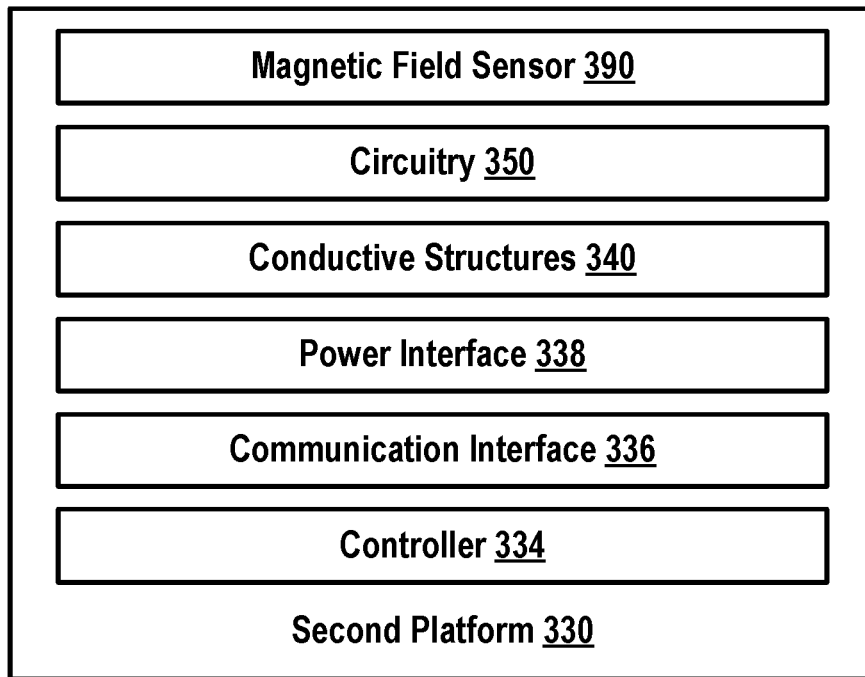 Magnetic Field Sensor 390
Circuitry 350
Conductive Structures 340
Power Interface 338
Communication Interface 336
Controller 334
Second Platform 330